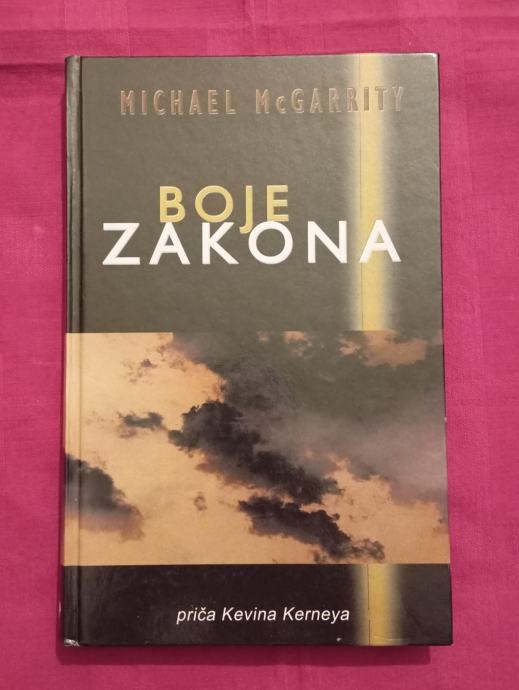 MICHAEL McGARRITY
BOJE
ZAKONA
priča Kevina Kerneya